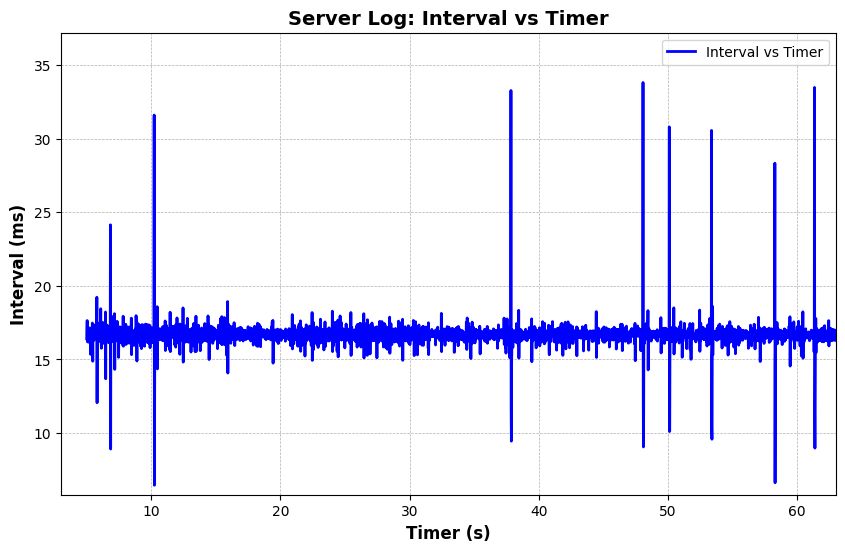 Server Log: Interval vs Timer
Interval vs Timer
Interval (ms)
35
30
25
20
15
10
10 20 30 40 50 60
Timer (s)